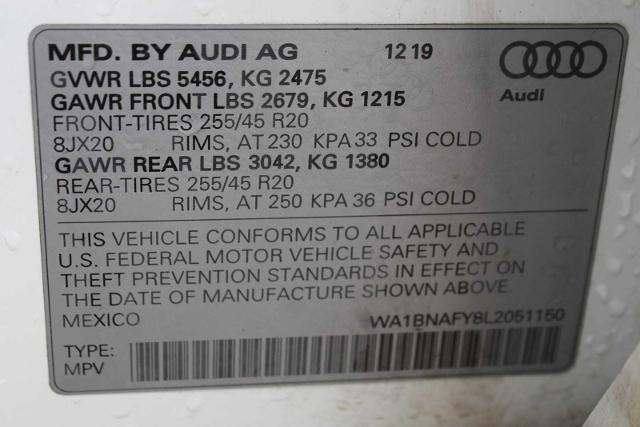 MFD. BY AUDI AG 12 19
GVWR LBS 5456, KG 2475
GAWR FRONT LBS 2679, KG 1215
Audi
FRONT-TIRES 255/45 R20
8JX20 RIMS, AT 230 KPA 33 PSI COLD
GAWR REAR LBS 3042, KG 1380
REAR-TIRES 255/45 R20
8JX20 RIMS, AT 250 KPA 36 PSI COLD
THIS VEHICLE CONFORMS TO ALL APPLICABLE
U.S. FEDERAL MOTOR VEHICLE SAFETY AND
THEFT PREVENTION STANDARDS IN EFFECT ON
THE DATE OF MANUFACTURE SHOWN ABOVE.
MEXICO WA1BNAFY8L2051150
TYPE:
MPV